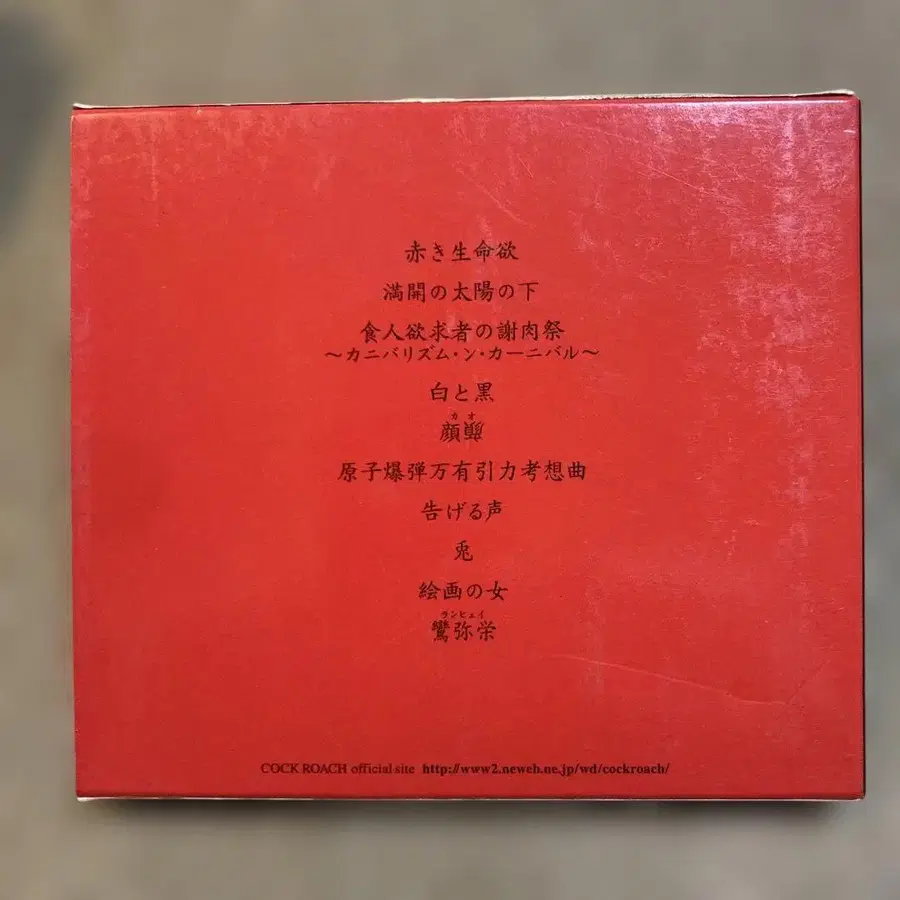 赤き生命欲
満開の太陽の下
食人欲求者の謝肉祭
～カニバリズム・ン・カーニバル～
白と黒
カオ
顔
原子爆弾万有引力考想曲
告げる声
兎
絵画の女
ランヒェイ
鸞弥栄
COCK ROACH official site http://www2.neweb.ne.jp/wd/cockroach/